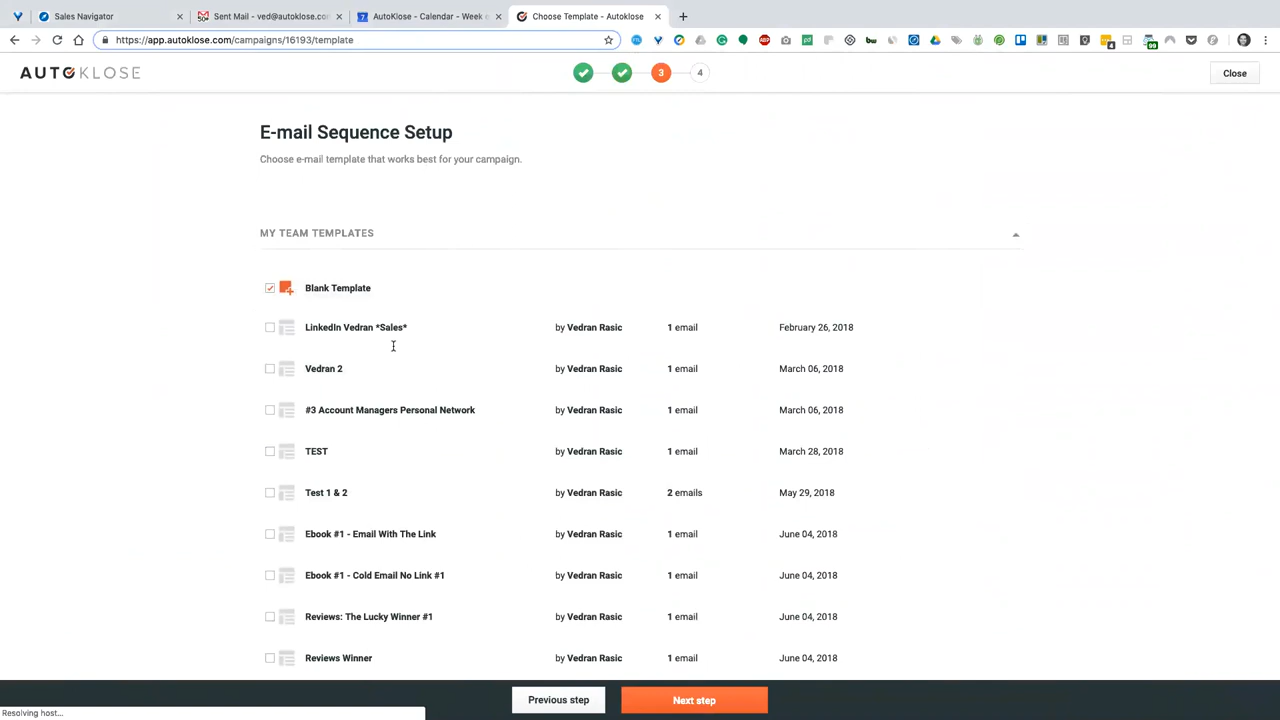 Sales Navigator
Sent Mail - ved@autoklose.com
AutoKlose - Calendar - Week o
Choose Template - Autoklose
https://app.autoklose.com/campaigns/16193/template
AUTOKLOSE
3
4
Close
E-mail Sequence Setup
Choose e-mail template that works best for your campaign.
MY TEAM TEMPLATES
Blank Template
LinkedIn Vedran *Sales* by Vedran Rasic 1 email February 26, 2018
Vedran 2 by Vedran Rasic 1 email March 06, 2018
#3 Account Managers Personal Network by Vedran Rasic 1 email March 06, 2018
TEST by Vedran Rasic 1 email March 28, 2018
Test 1 & 2 by Vedran Rasic 2 emails May 29, 2018
Ebook #1 - Email With The Link by Vedran Rasic 1 email June 04, 2018
Ebook #1 - Cold Email No Link #1 by Vedran Rasic 1 email June 04, 2018
Reviews: The Lucky Winner #1 by Vedran Rasic 1 email June 04, 2018
Reviews Winner by Vedran Rasic 1 email June 04, 2018
Previous step
Next step
Resolving host...